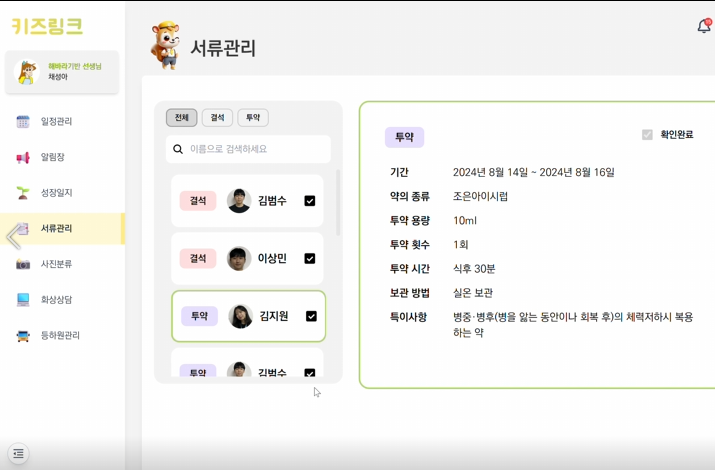 키즈링크
해바라기반 선생님
채성아
일정관리
알림장
성장일지
서류관리
사진분류
화상상담
등하원관리
서류관리
전체 결석 투약
이름으로 검색하세요
결석 김범수
결석 이상민
투약 김지원
투약 김범수
투약
확인완료
기간 2024년 8월 14일 ~ 2024년 8월 16일
약의 종류 조은아이시럽
투약 용량 10ml
투약 횟수 1회
투약 시간 식후 30분
보관 방법 실온 보관
특이사항 병중·병후(병을 앓는 동안이나 회복 후)의 체력저하시 복용
하는 약